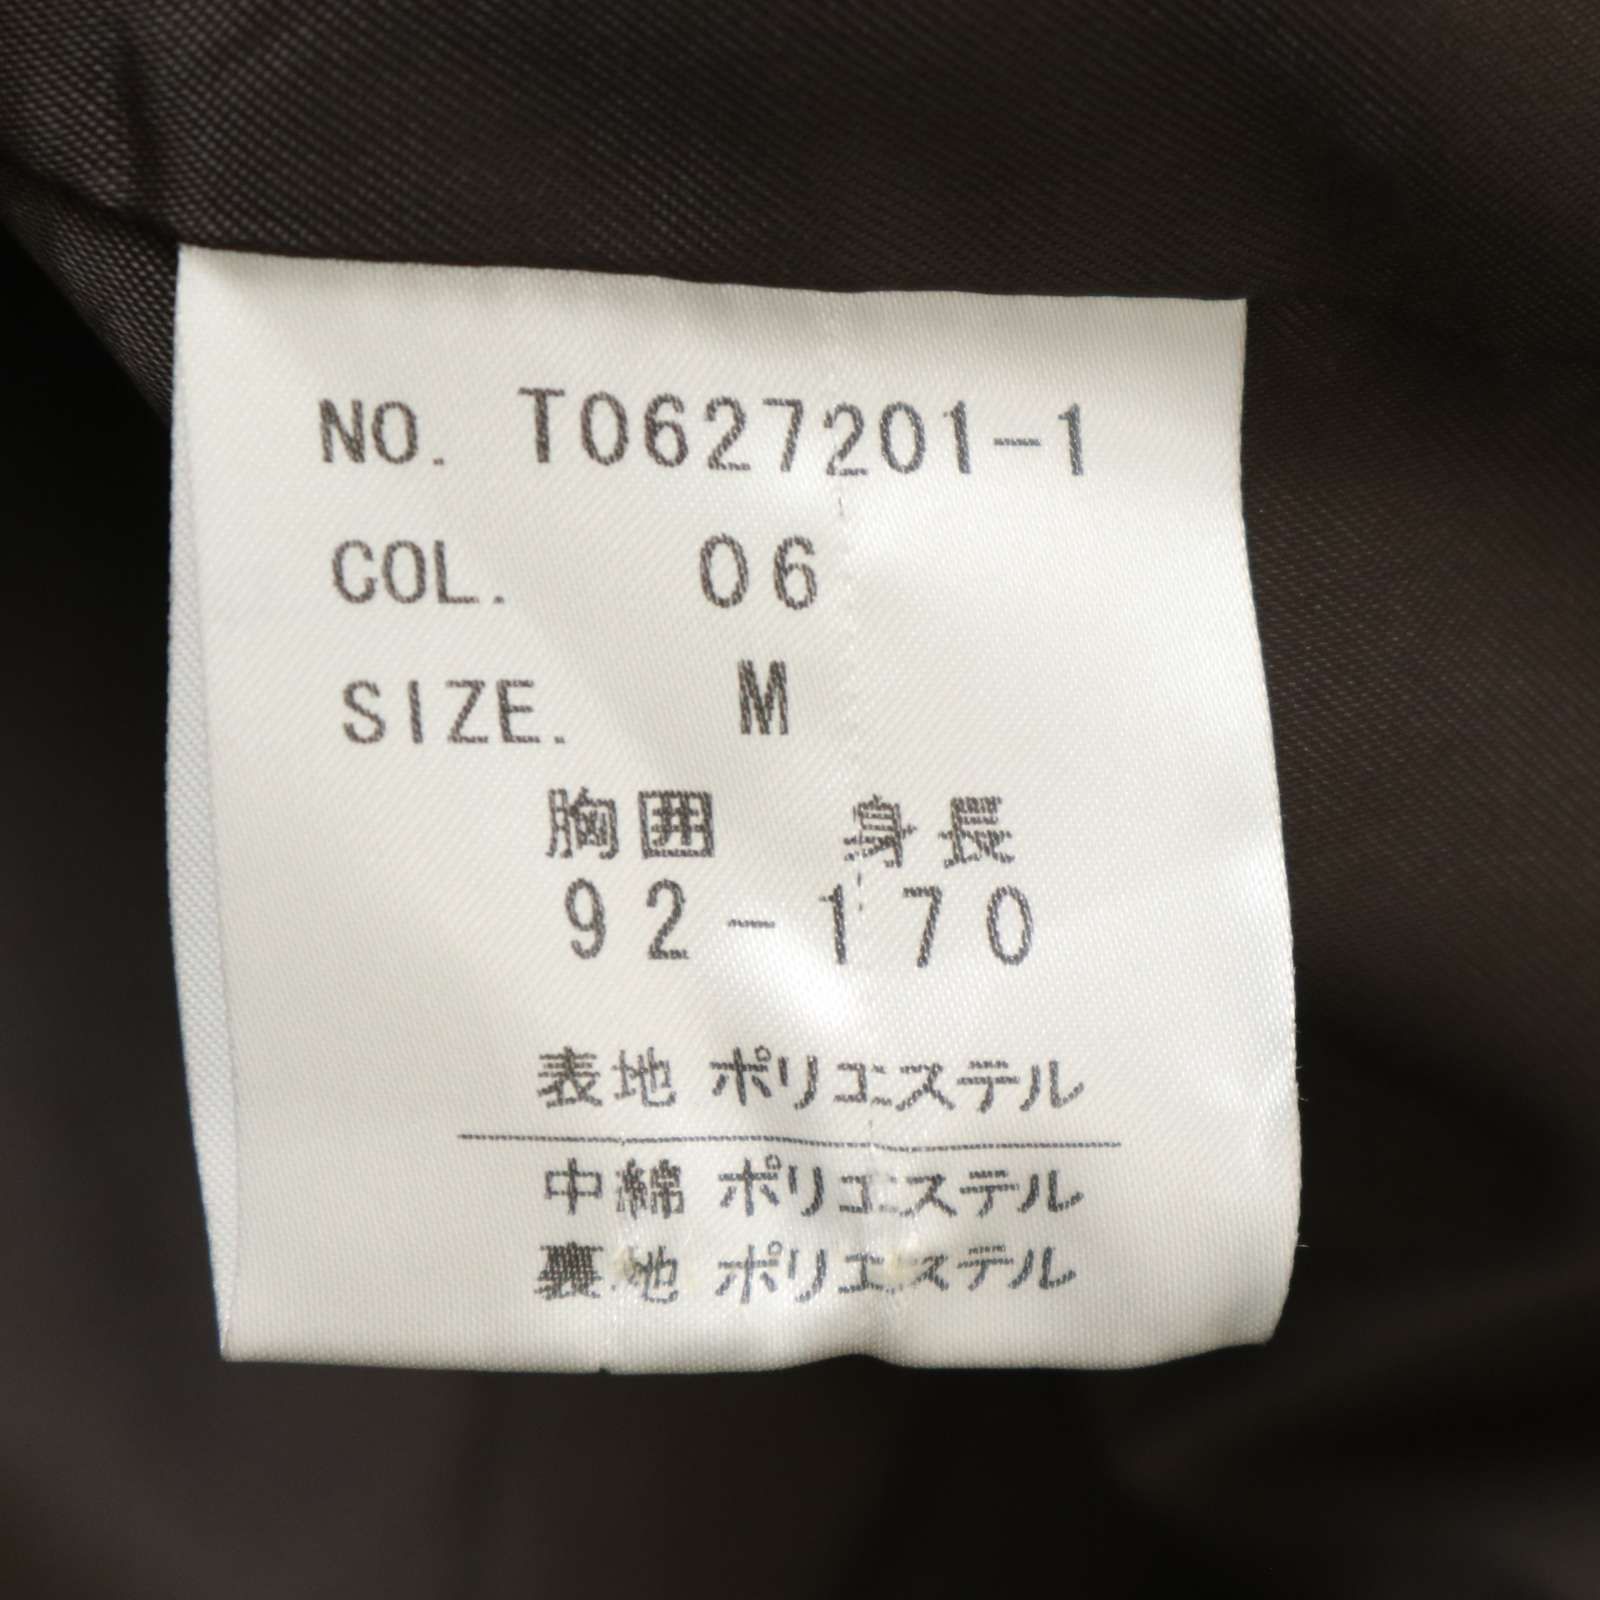 NO. T0627201-1
COL. 06
SIZE. M
胸囲 身長
92-170
表地 ポリエステル
中綿 ポリエステル
裏地 ポリエステル